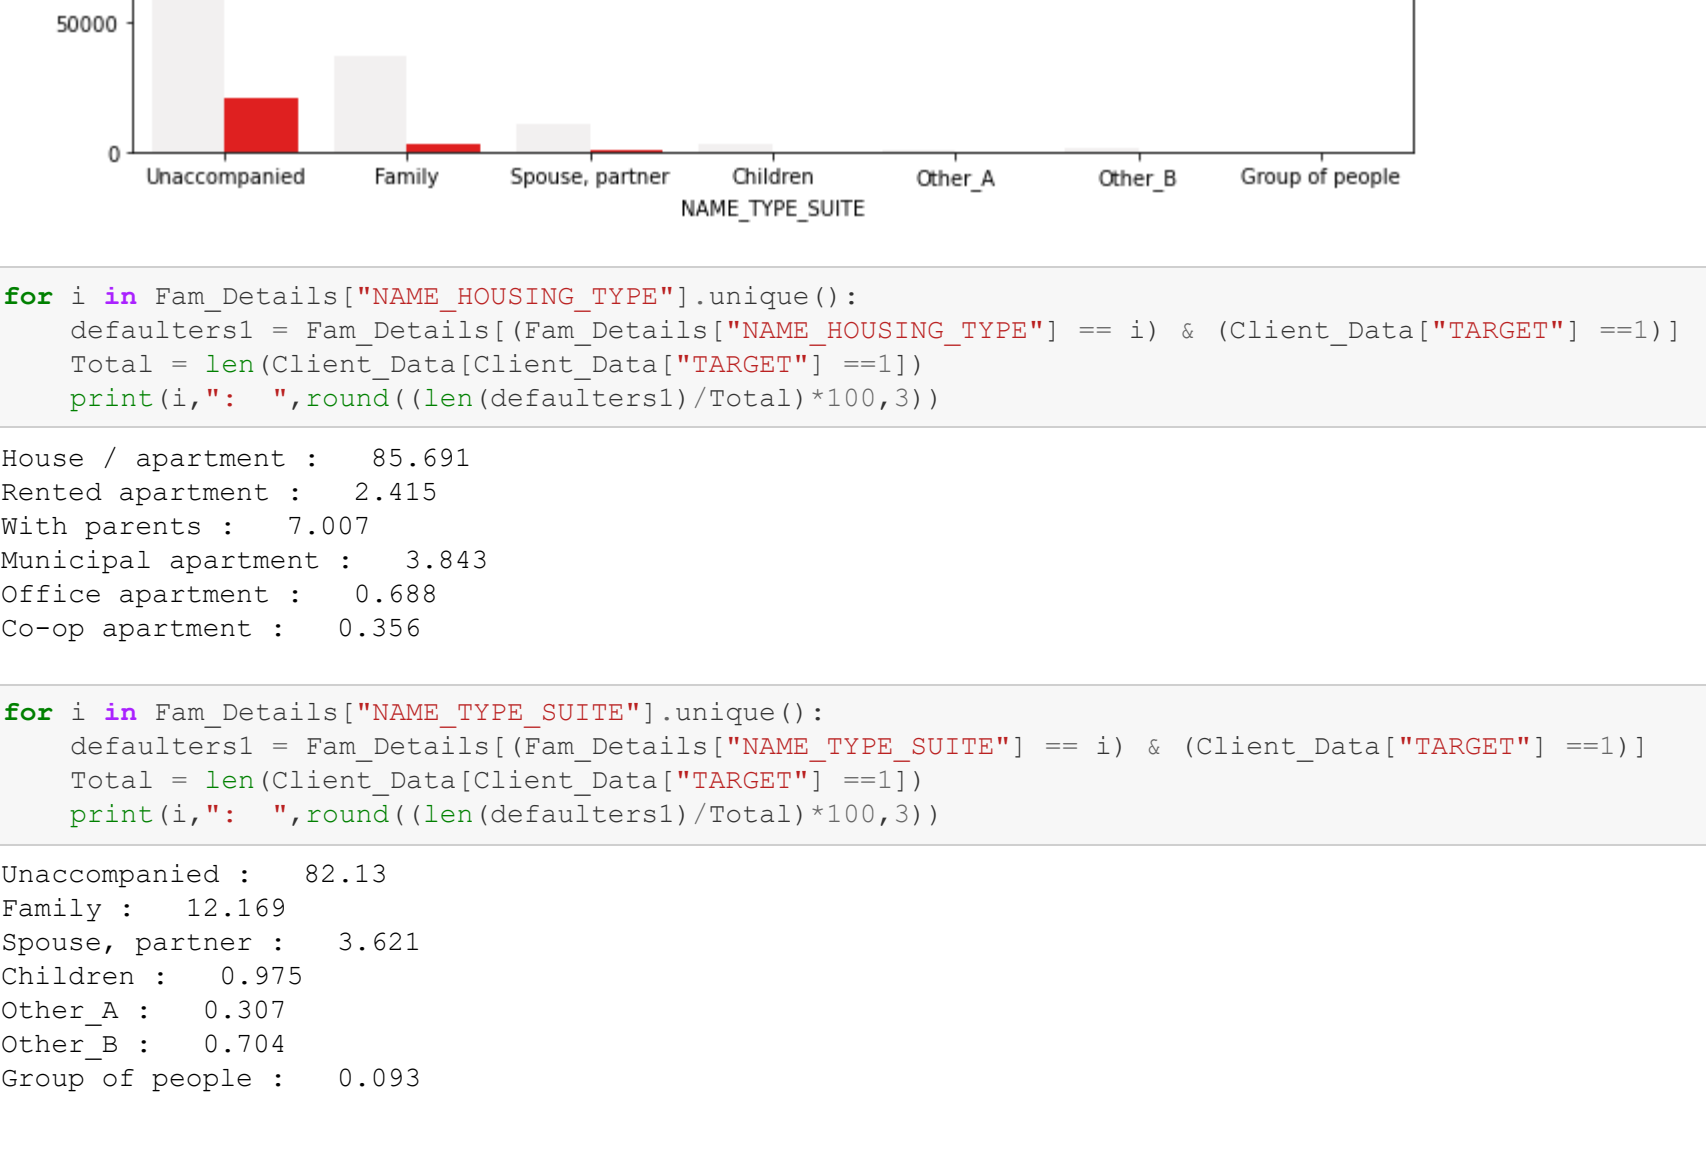 50000
0
Unaccompanied Family Spouse, partner Children Other_A Other_B Group of people
NAME_TYPE_SUITE
for i in Fam_Details["NAME_HOUSING_TYPE"].unique():
    defaulters1 = Fam_Details[(Fam_Details["NAME_HOUSING_TYPE"] == i) & (Client_Data["TARGET"] ==1)]
    Total = len(Client_Data[Client_Data["TARGET"] ==1])
    print(i,":  ",round((len(defaulters1)/Total)*100,3))
House / apartment :   85.691
Rented apartment :   2.415
With parents :   7.007
Municipal apartment :   3.843
Office apartment :   0.688
Co-op apartment :   0.356
for i in Fam_Details["NAME_TYPE_SUITE"].unique():
    defaulters1 = Fam_Details[(Fam_Details["NAME_TYPE_SUITE"] == i) & (Client_Data["TARGET"] ==1)]
    Total = len(Client_Data[Client_Data["TARGET"] ==1])
    print(i,":  ",round((len(defaulters1)/Total)*100,3))
Unaccompanied :   82.13
Family :   12.169
Spouse, partner :   3.621
Children :   0.975
Other_A :   0.307
Other_B :   0.704
Group of people :   0.093